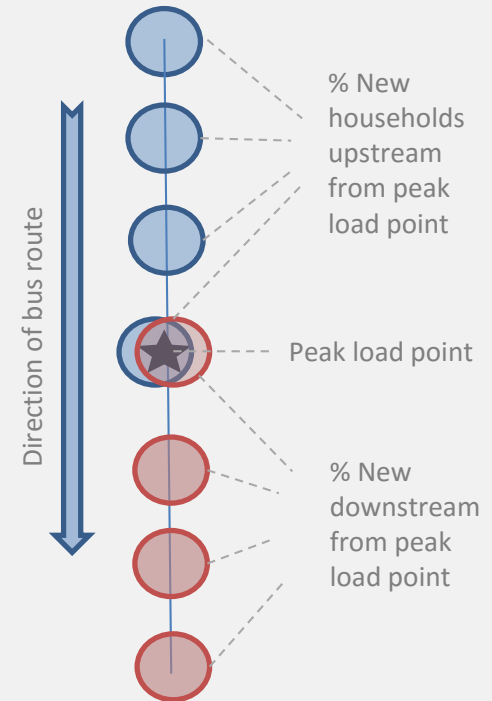 % New
households
upstream
from peak
load point
Direction of bus route
Peak load point
% New
downstream
from peak
load point